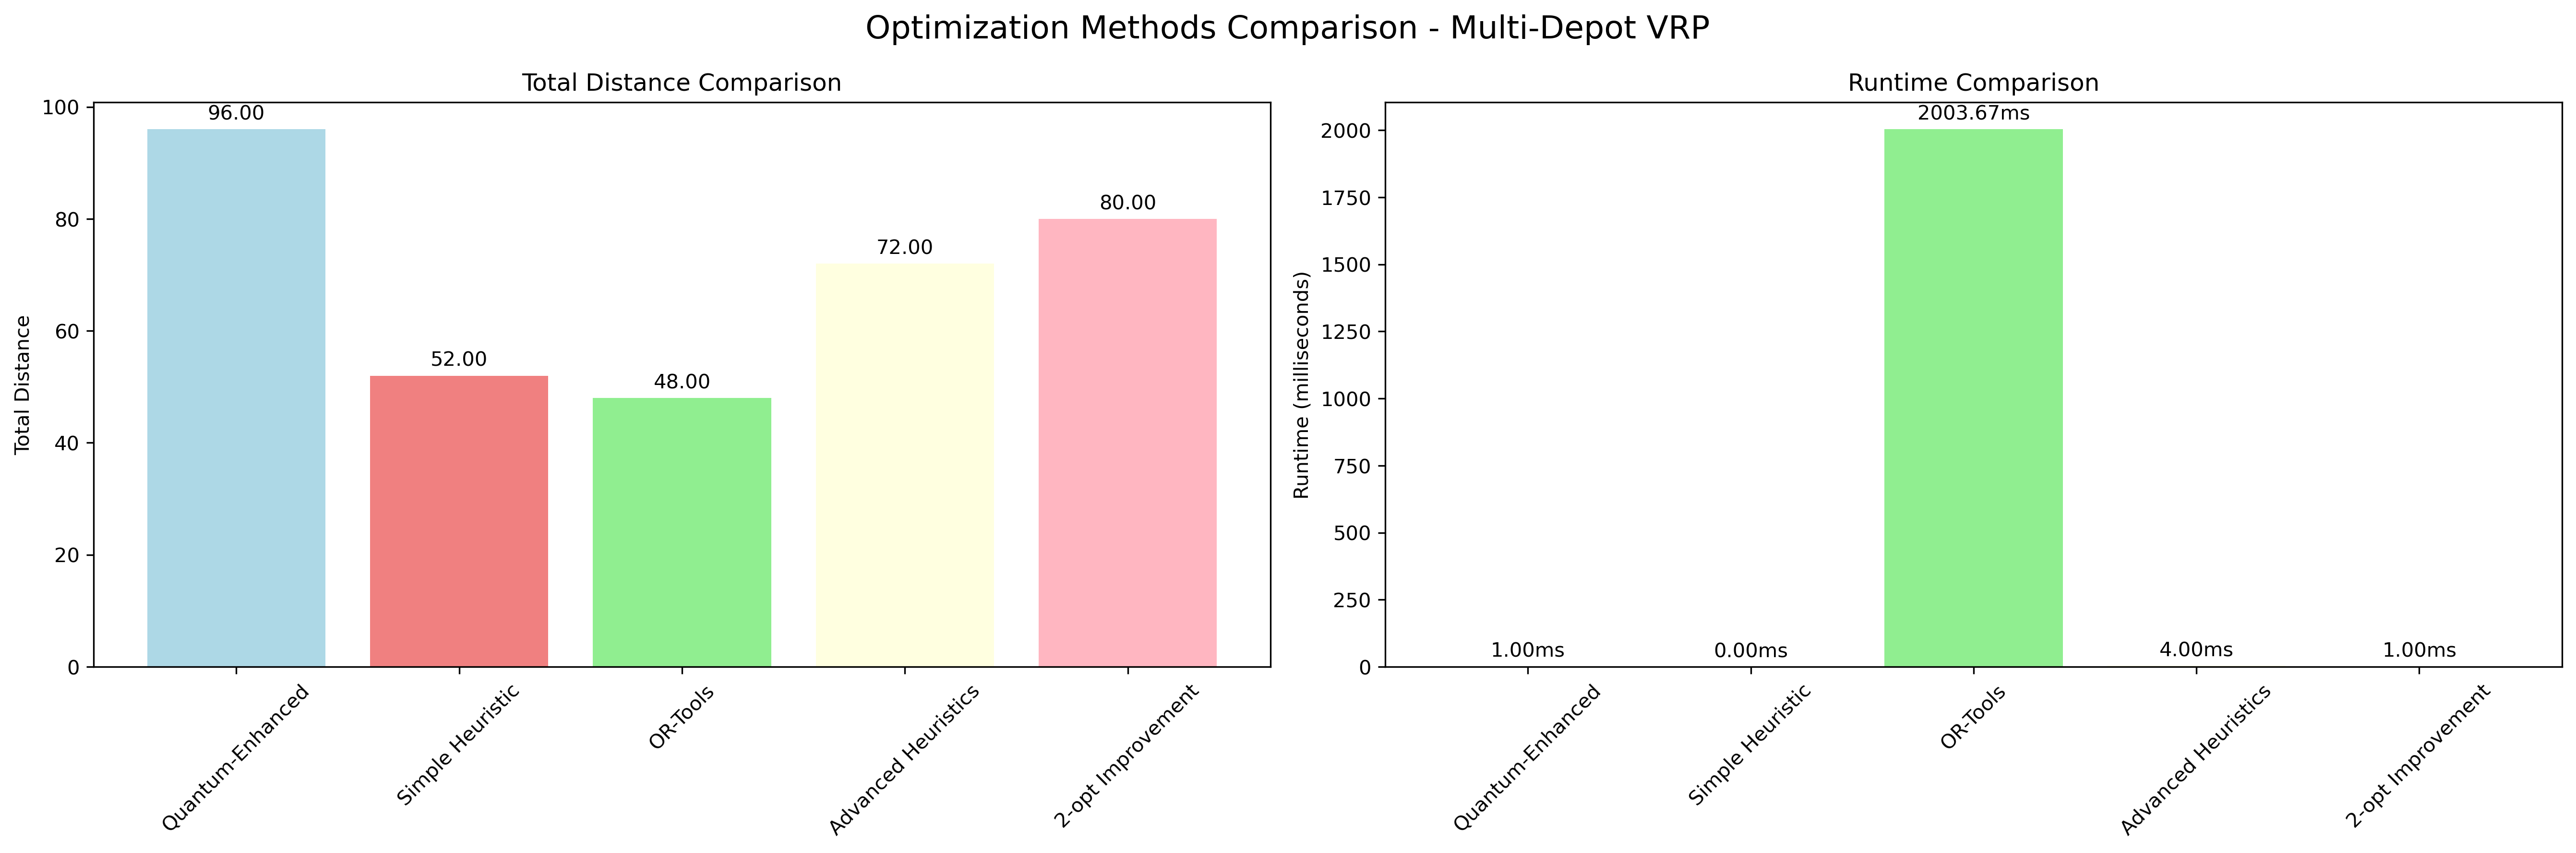 Optimization Methods Comparison - Multi-Depot VRP
Total Distance Comparison
Total Distance
100
80
60
40
20
0
96.00
52.00
48.00
72.00
80.00
Quantum-Enhanced
Simple Heuristic
OR-Tools
Advanced Heuristics
2-opt Improvement
Runtime Comparison
Runtime (milliseconds)
2000
1750
1500
1250
1000
750
500
250
0
1.00ms
0.00ms
2003.67ms
4.00ms
1.00ms
Quantum-Enhanced
Simple Heuristic
OR-Tools
Advanced Heuristics
2-opt Improvement